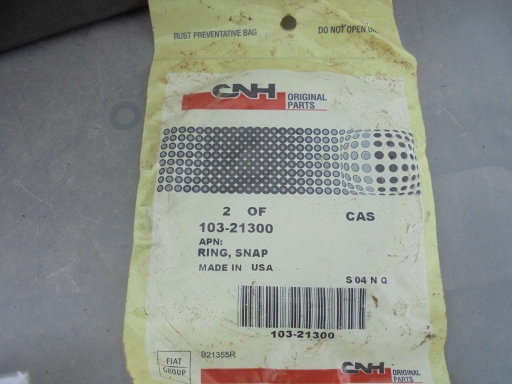 RUST PREVENTATIVE BAG
DO NOT OPEN
CNH
ORIGINAL
PARTS
2 OF
CAS
103-21300
APN:
RING, SNAP
MADE IN USA
S 04 N Q
103-21300
FIAT
GROUP
B21355R
CNH
ORIGINAL
PARTS